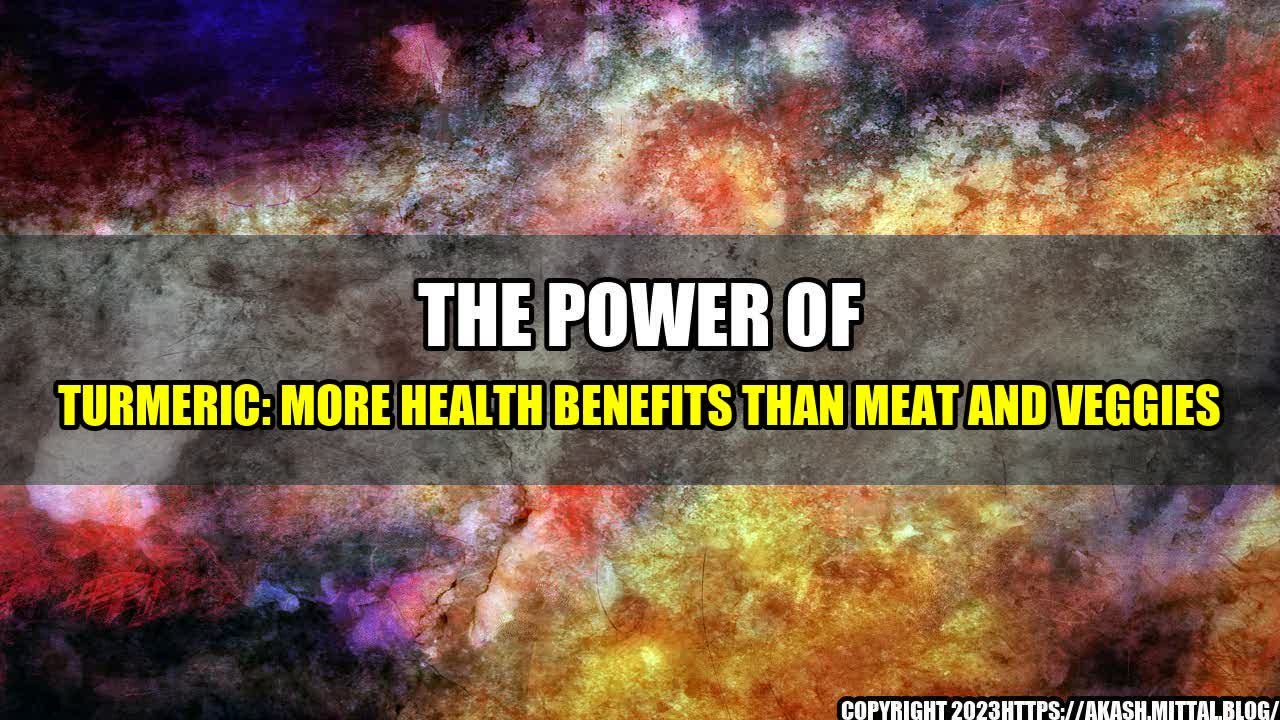 THE POWER OF
TURMERIC: MORE HEALTH BENEFITS THAN MEAT AND VEGGIES
COPYRIGHT 2023HTTPS://AKASH.MITTAL.BLOG/